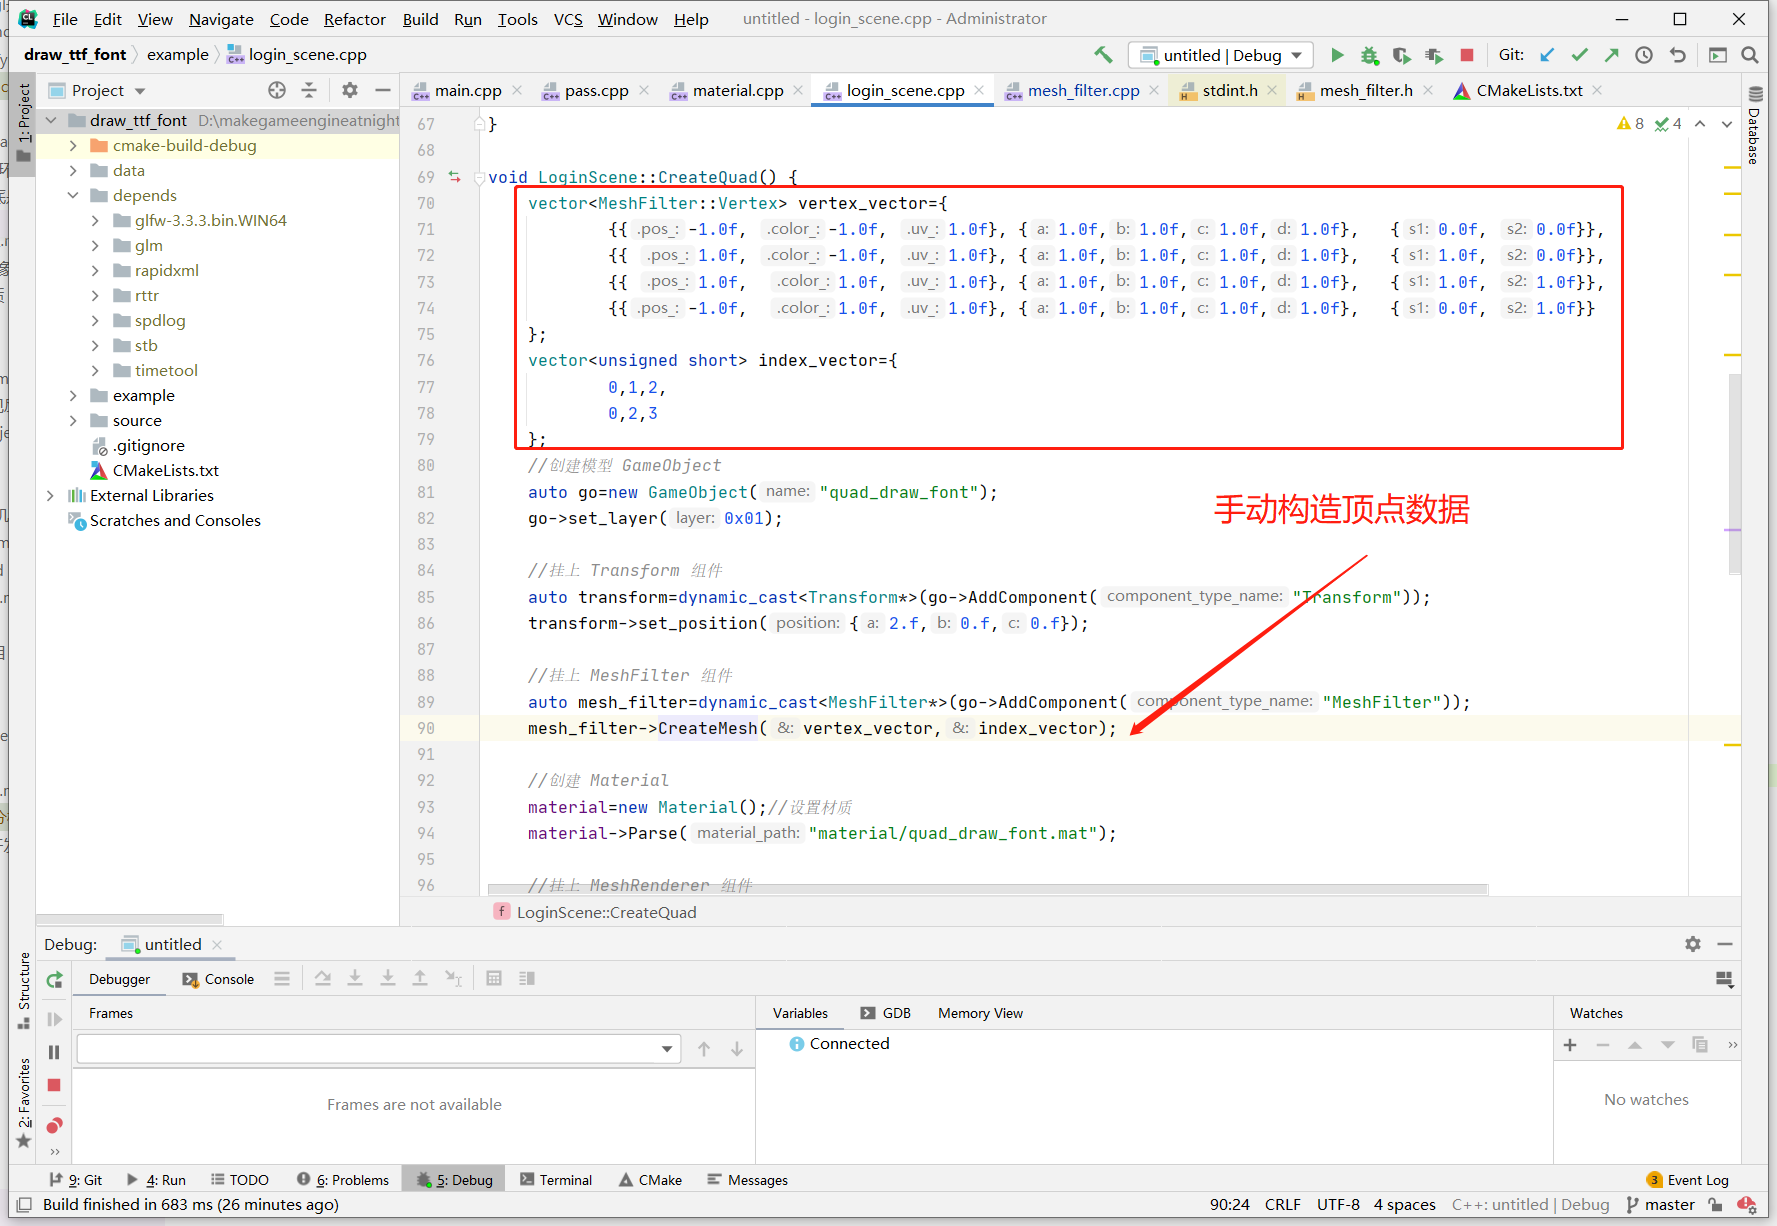 File Edit View Navigate Code Refactor Build Run Tools VCS Window Help untitled - login_scene.cpp - Administrator
draw_ttf_font example login_scene.cpp untitled | Debug Git:
1: Project
Project
main.cpp pass.cpp material.cpp login_scene.cpp mesh_filter.cpp stdint.h mesh_filter.h CMakeLists.txt
Database
draw_ttf_font D:\makegameengineatnight
cmake-build-debug
data
depends
glfw-3.3.3.bin.WIN64
glm
rapidxml
rttr
spdlog
stb
timetool
example
source
.gitignore
CMakeLists.txt
External Libraries
Scratches and Consoles
8 4
67 }
68
69 void LoginScene::CreateQuad() {
70 vector<MeshFilter::Vertex> vertex_vector={
71 {{ .pos_: -1.0f, .color_: -1.0f, .uv_: 1.0f}, { a: 1.0f, b: 1.0f, c: 1.0f, d: 1.0f}, { s1: 0.0f, s2: 0.0f}},
72 {{ .pos_: 1.0f, .color_: -1.0f, .uv_: 1.0f}, { a: 1.0f, b: 1.0f, c: 1.0f, d: 1.0f}, { s1: 1.0f, s2: 0.0f}},
73 {{ .pos_: 1.0f, .color_: 1.0f, .uv_: 1.0f}, { a: 1.0f, b: 1.0f, c: 1.0f, d: 1.0f}, { s1: 1.0f, s2: 1.0f}},
74 {{ .pos_: -1.0f, .color_: 1.0f, .uv_: 1.0f}, { a: 1.0f, b: 1.0f, c: 1.0f, d: 1.0f}, { s1: 0.0f, s2: 1.0f}}
75 };
76 vector<unsigned short> index_vector={
77 0,1,2,
78 0,2,3
79 };
80 //创建模型 GameObject
81 auto go=new GameObject( name: "quad_draw_font");
82 go->set_layer( layer: 0x01);
手动构造顶点数据
83
84 //挂上 Transform 组件
85 auto transform=dynamic_cast<Transform*>(go->AddComponent( component_type_name: "Transform"));
86 transform->set_position( position: { a: 2.f, b: 0.f, c: 0.f});
87
88 //挂上 MeshFilter 组件
89 auto mesh_filter=dynamic_cast<MeshFilter*>(go->AddComponent( component_type_name: "MeshFilter"));
90 mesh_filter->CreateMesh( &: vertex_vector, &: index_vector);
91
92 //创建 Material
93 material=new Material();//设置材质
94 material->Parse( material_path: "material/quad_draw_font.mat");
95
96 //挂上 MeshRenderer 组件
f LoginScene::CreateQuad
Debug: untitled
Structure
2: Favorites
Debugger Console
Frames
Variables GDB Memory View
Watches
Connected
Frames are not available
No watches
9: Git 4: Run TODO 6: Problems 5: Debug Terminal CMake Messages 3 Event Log
Build finished in 683 ms (26 minutes ago) 90:24 CRLF UTF-8 4 spaces C++: untitled | Debug master